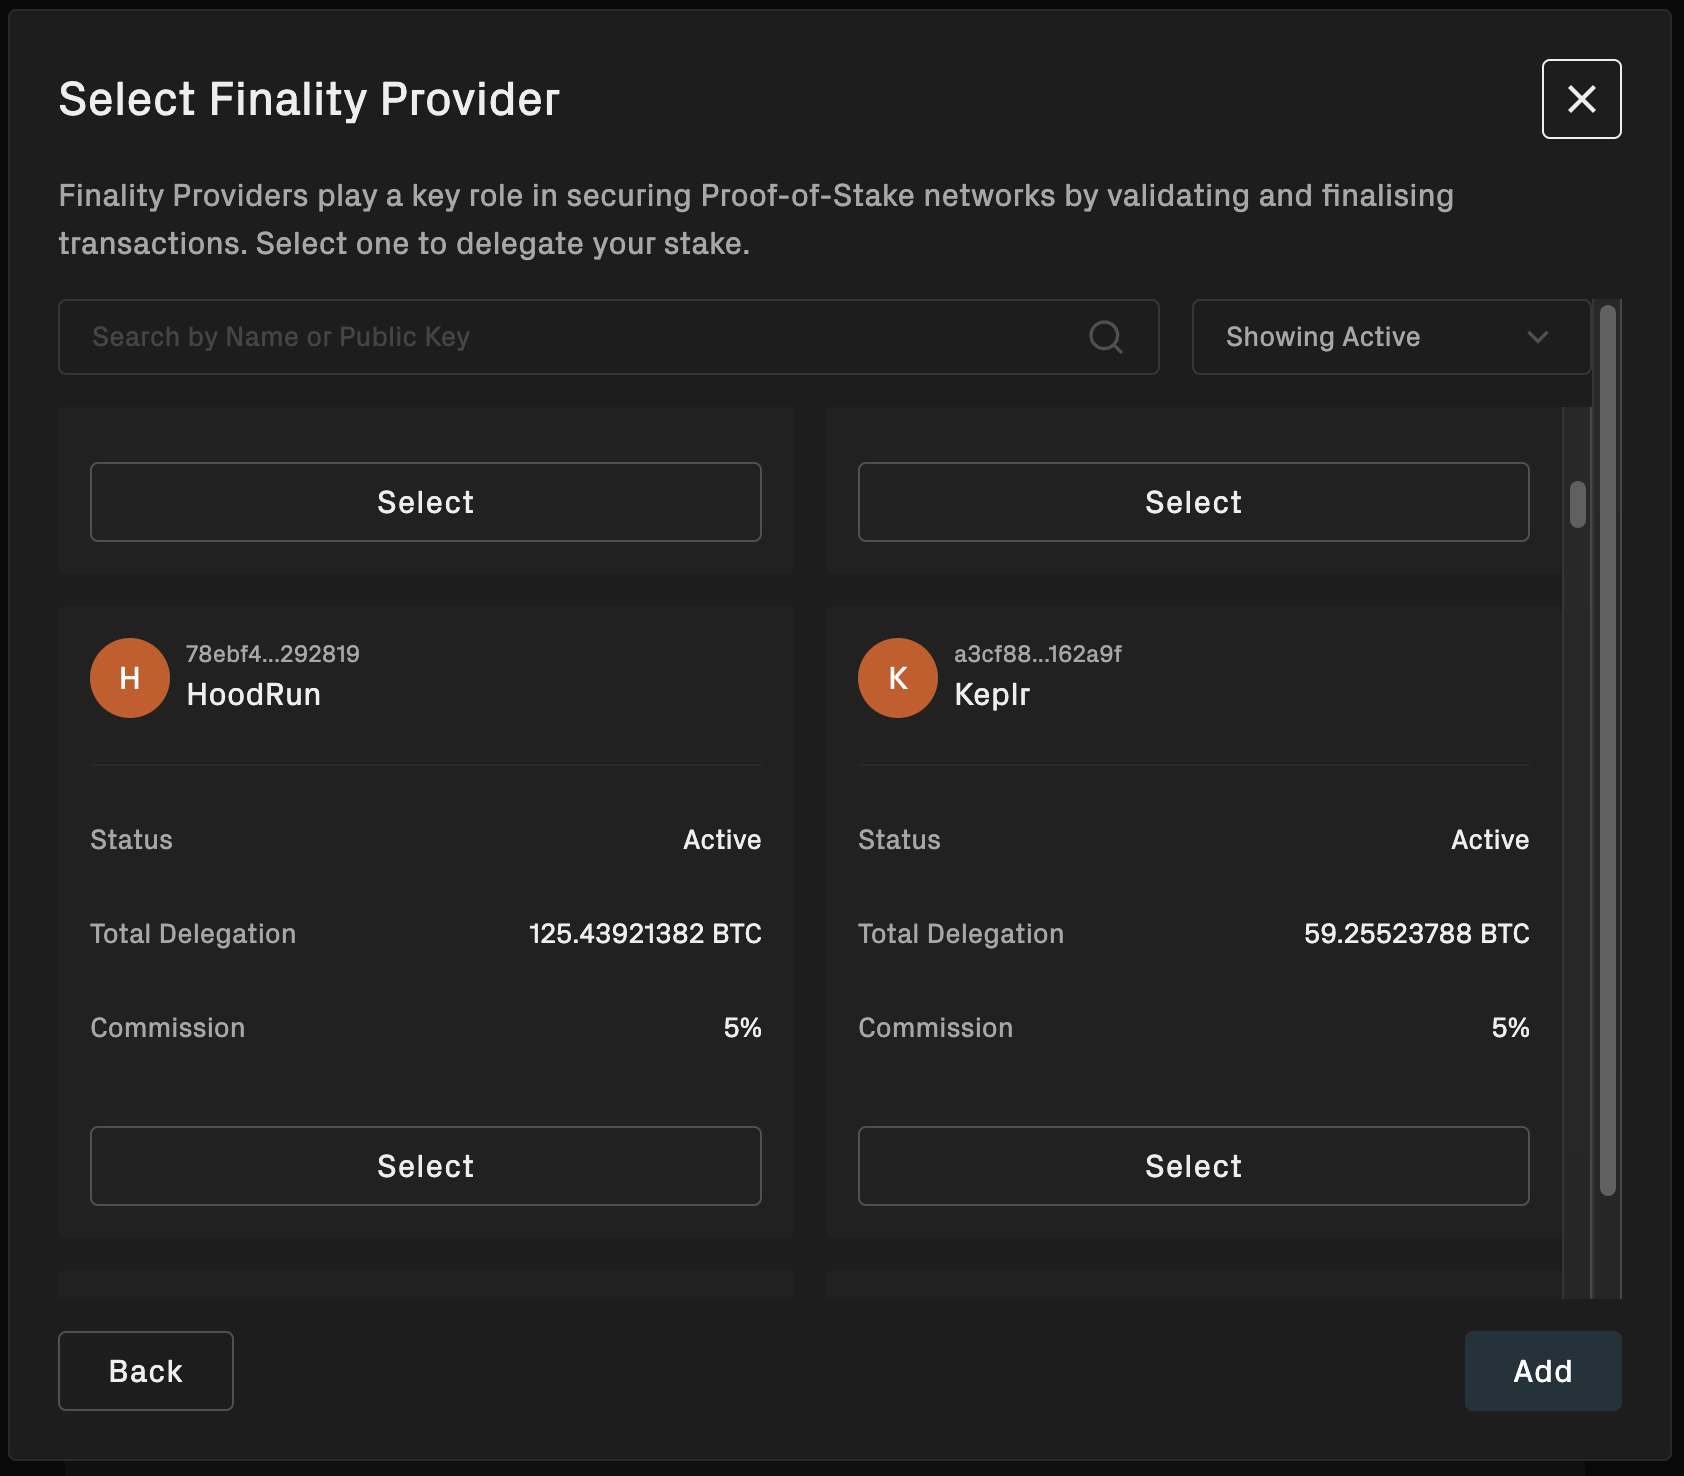 Select Finality Provider
Finality Providers play a key role in securing Proof-of-Stake networks by validating and finalising
transactions. Select one to delegate your stake.
Search by Name or Public Key
Showing Active
Select
Select
H
78ebf4...292819
HoodRun
Status
Active
Total Delegation
125.43921382 BTC
Commission
5%
Select
K
a3cf88...162a9f
Keplr
Status
Active
Total Delegation
59.25523788 BTC
Commission
5%
Select
Back
Add